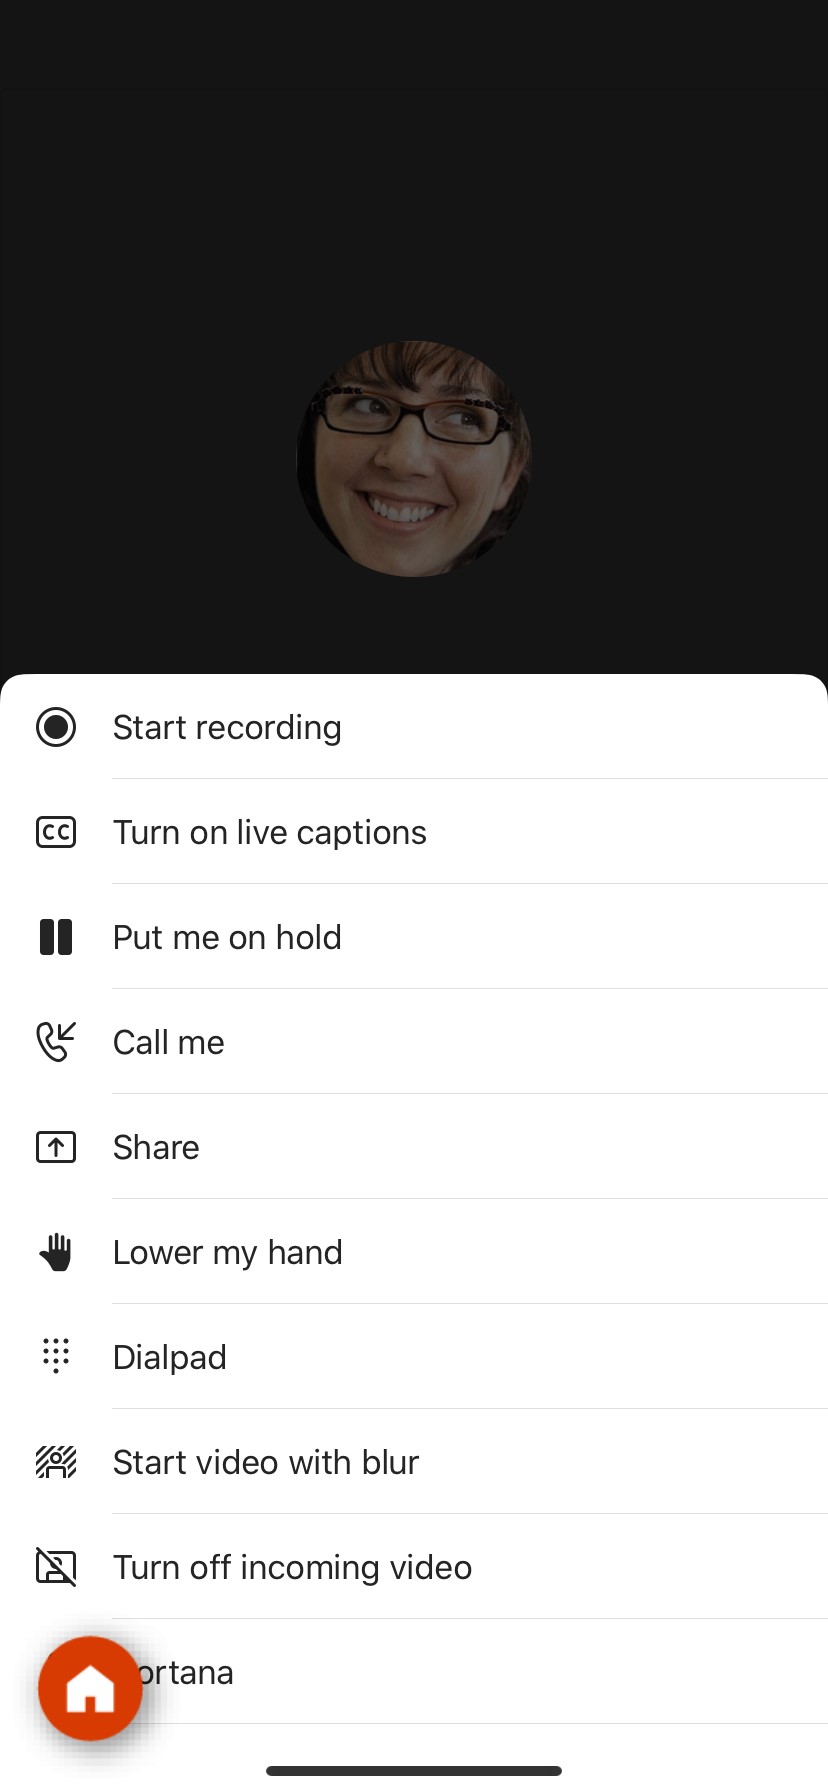 Start recording
CC
Turn on live captions
Put me on hold
Call me
Share
Lower my hand
Dialpad
Start video with blur
Turn off incoming video
ortana